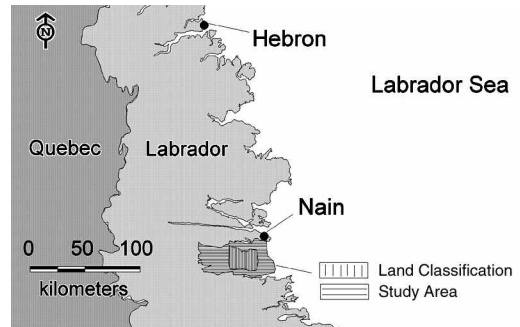 N
Hebron
Labrador Sea
Quebec
Labrador
Nain
0 50 100
kilometers
Land Classification
Study Area